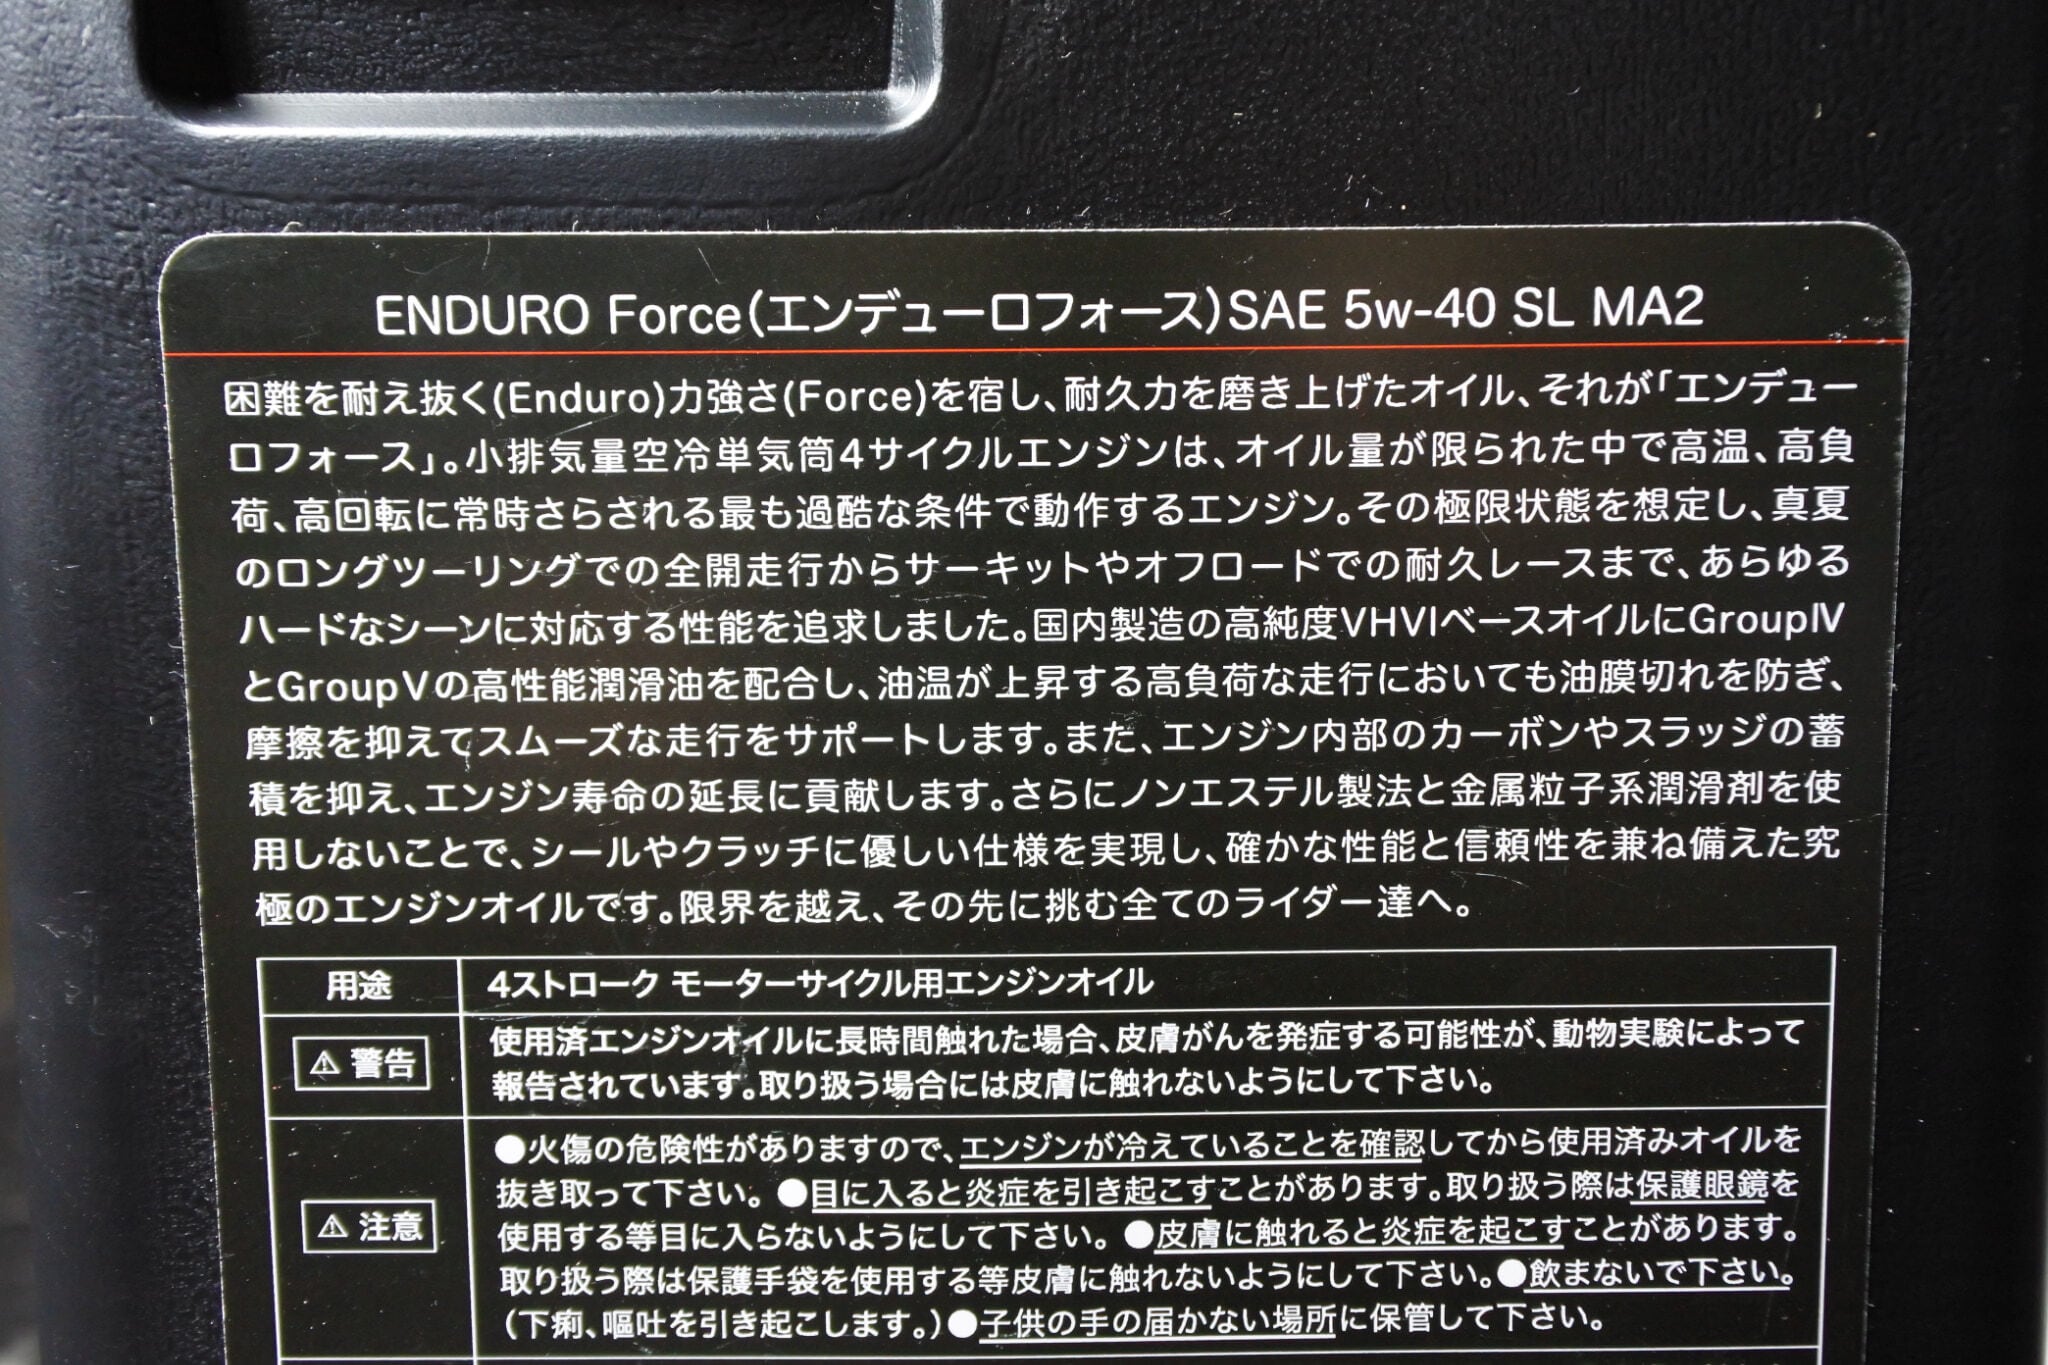 ENDURO Force(エンデューロフォース)SAE 5w-40 SL MA2
困難を耐え抜く(Enduro)力強さ(Force)を宿し、耐久力を磨き上げたオイル、それが「エンデュー
ロフォース」。小排気量空冷単気筒4サイクルエンジンは、オイル量が限られた中で高温、高負
荷、高回転に常時さらされる最も過酷な条件で動作するエンジン。その極限状態を想定し、真夏
のロングツーリングでの全開走行からサーキットやオフロードでの耐久レースまで、あらゆる
ハードなシーンに対応する性能を追求しました。国内製造の高純度VHVIベースオイルにGroupⅣ
とGroupⅤの高性能潤滑油を配合し、油温が上昇する高負荷な走行においても油膜切れを防ぎ、
摩擦を抑えてスムーズな走行をサポートします。また、エンジン内部のカーボンやスラッジの蓄
積を抑え、エンジン寿命の延長に貢献します。さらにノンエステル製法と金属粒子系潤滑剤を使
用しないことで、シールやクラッチに優しい仕様を実現し、確かな性能と信頼性を兼ね備えた究
極のエンジンオイルです。限界を越え、その先に挑む全てのライダー達へ。
用途 4ストローク モーターサイクル用エンジンオイル
⚠ 警告
使用済エンジンオイルに長時間触れた場合、皮膚がんを発症する可能性が、動物実験によって
報告されています。取り扱う場合には皮膚に触れないようにして下さい。
⚠ 注意
●火傷の危険性がありますので、エンジンが冷えていることを確認してから使用済みオイルを
抜き取って下さい。●目に入ると炎症を引き起こすことがあります。取り扱う際は保護眼鏡を
使用する等目に入らないようにして下さい。●皮膚に触れると炎症を起こすことがあります。
取り扱う際は保護手袋を使用する等皮膚に触れないようにして下さい。●飲まないで下さい。
(下痢、嘔吐を引き起こします。)●子供の手の届かない場所に保管して下さい。